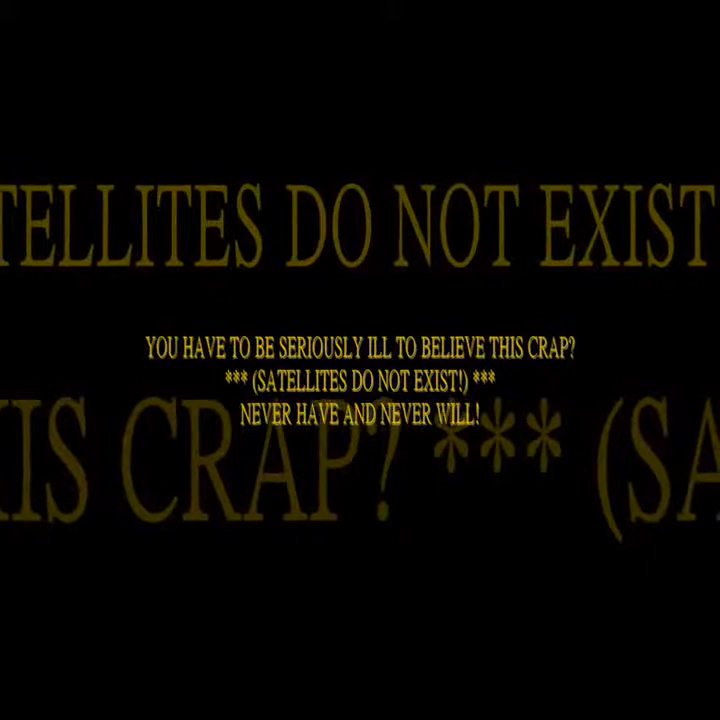 TELLITES DO NOT EXIST
YOU HAVE TO BE SERIOUSLY ILL TO BELIEVE THIS CRAP?
*** (SATELLITES DO NOT EXIST!) ***
NEVER HAVE AND NEVER WILL!
IS CRAP? *** (SA